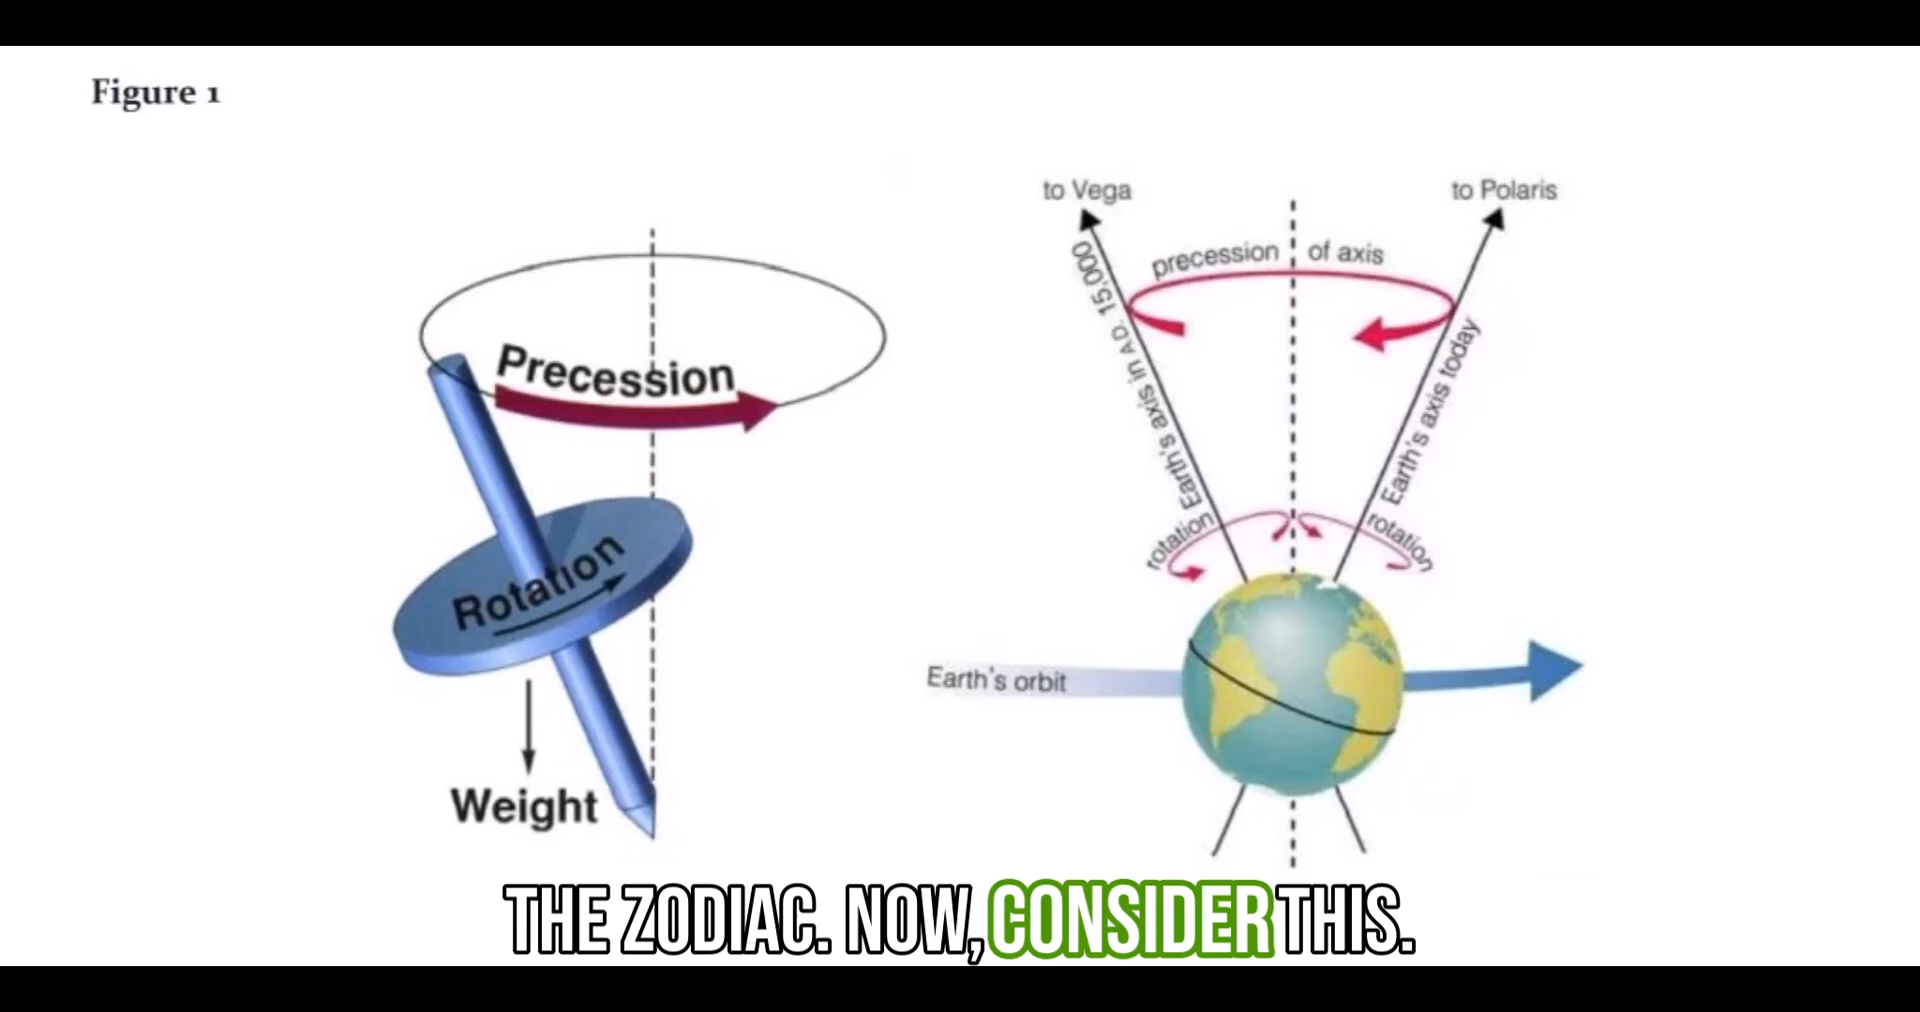 Figure 1
Precession
Rotation
Weight
to Vega
to Polaris
precession of axis
Earth's axis in A.D. 15,000
Earth's axis today
rotation
rotation
Earth's orbit
THE ZODIAC. NOW, CONSIDER THIS.